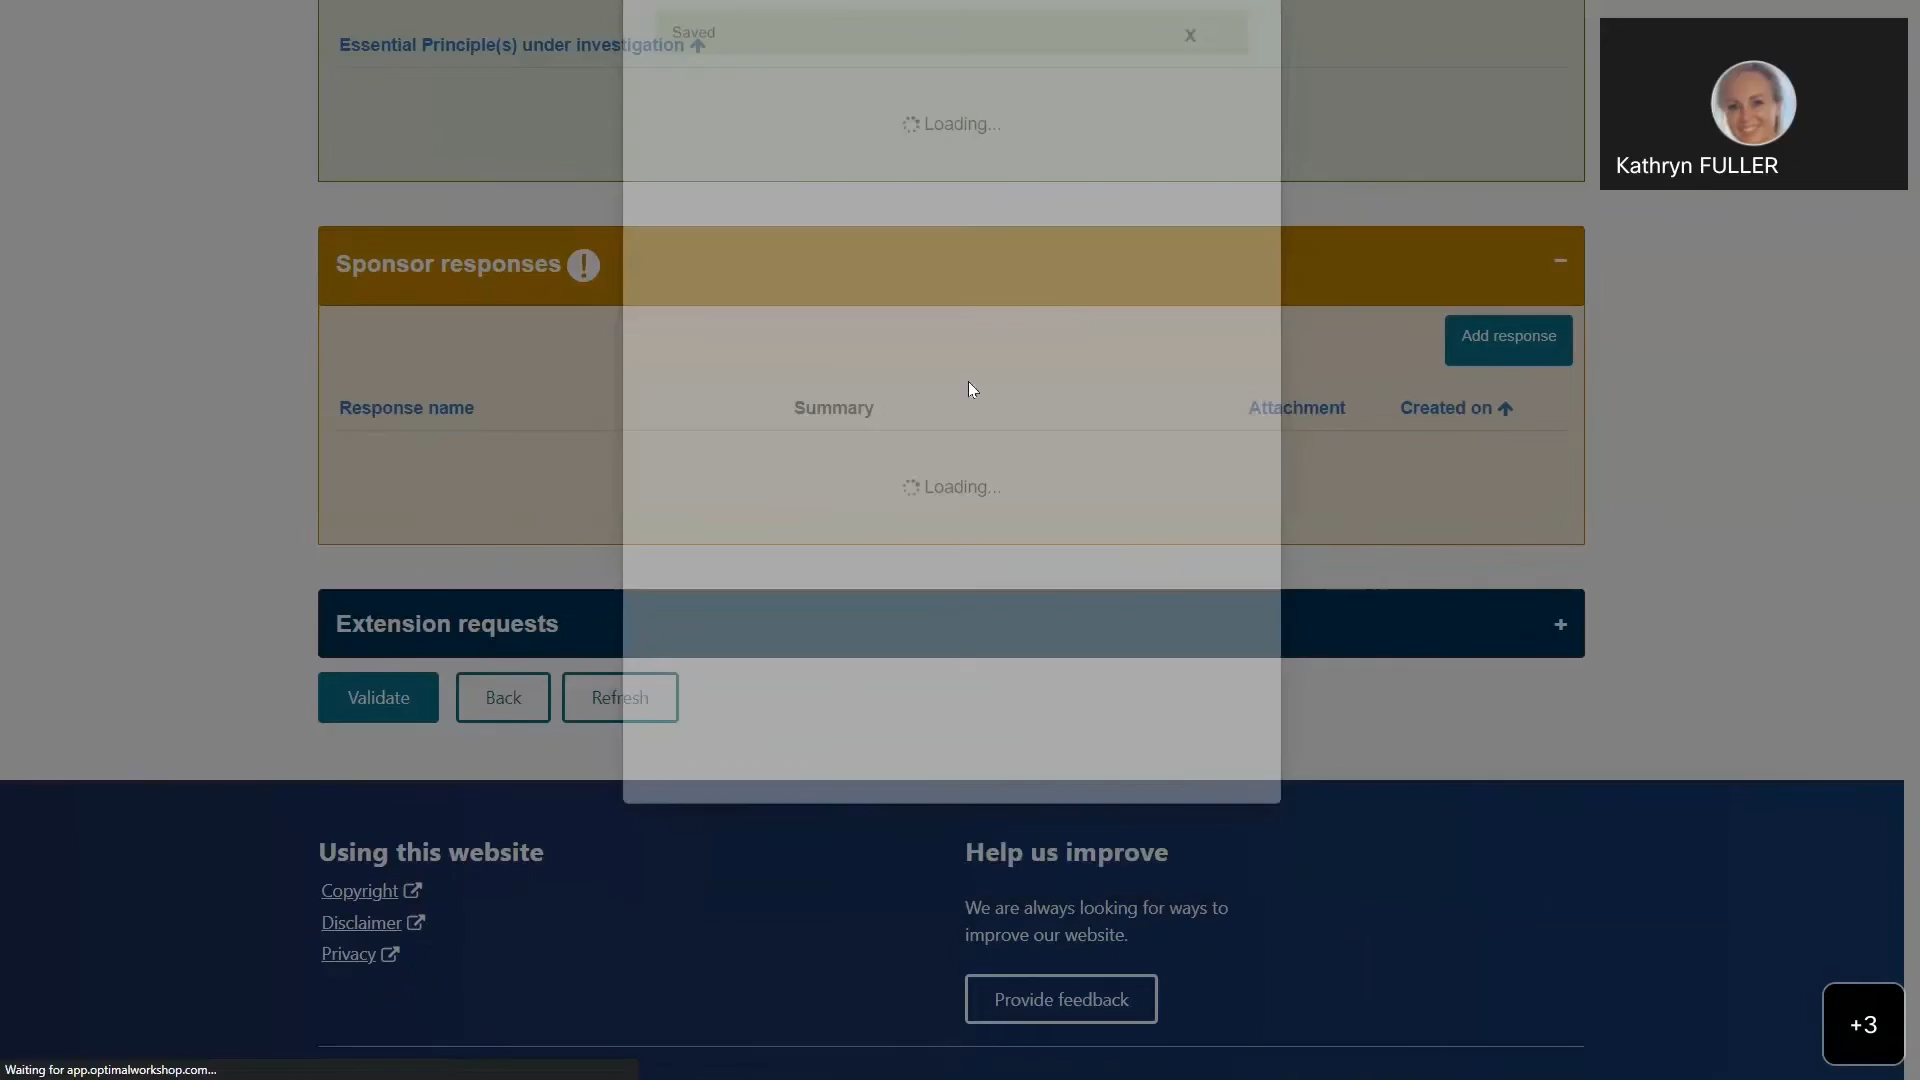 Saved
x
Essential Principle(s) under investigation
Loading...
Kathryn FULLER
Sponsor responses
Add response
Response name Summary Attachment Created on
Loading...
Extension requests
Validate Back Refresh
Using this website
Copyright
Disclaimer
Privacy
Help us improve
We are always looking for ways to
improve our website.
Provide feedback
+3
Waiting for app.optimalworkshop.com...